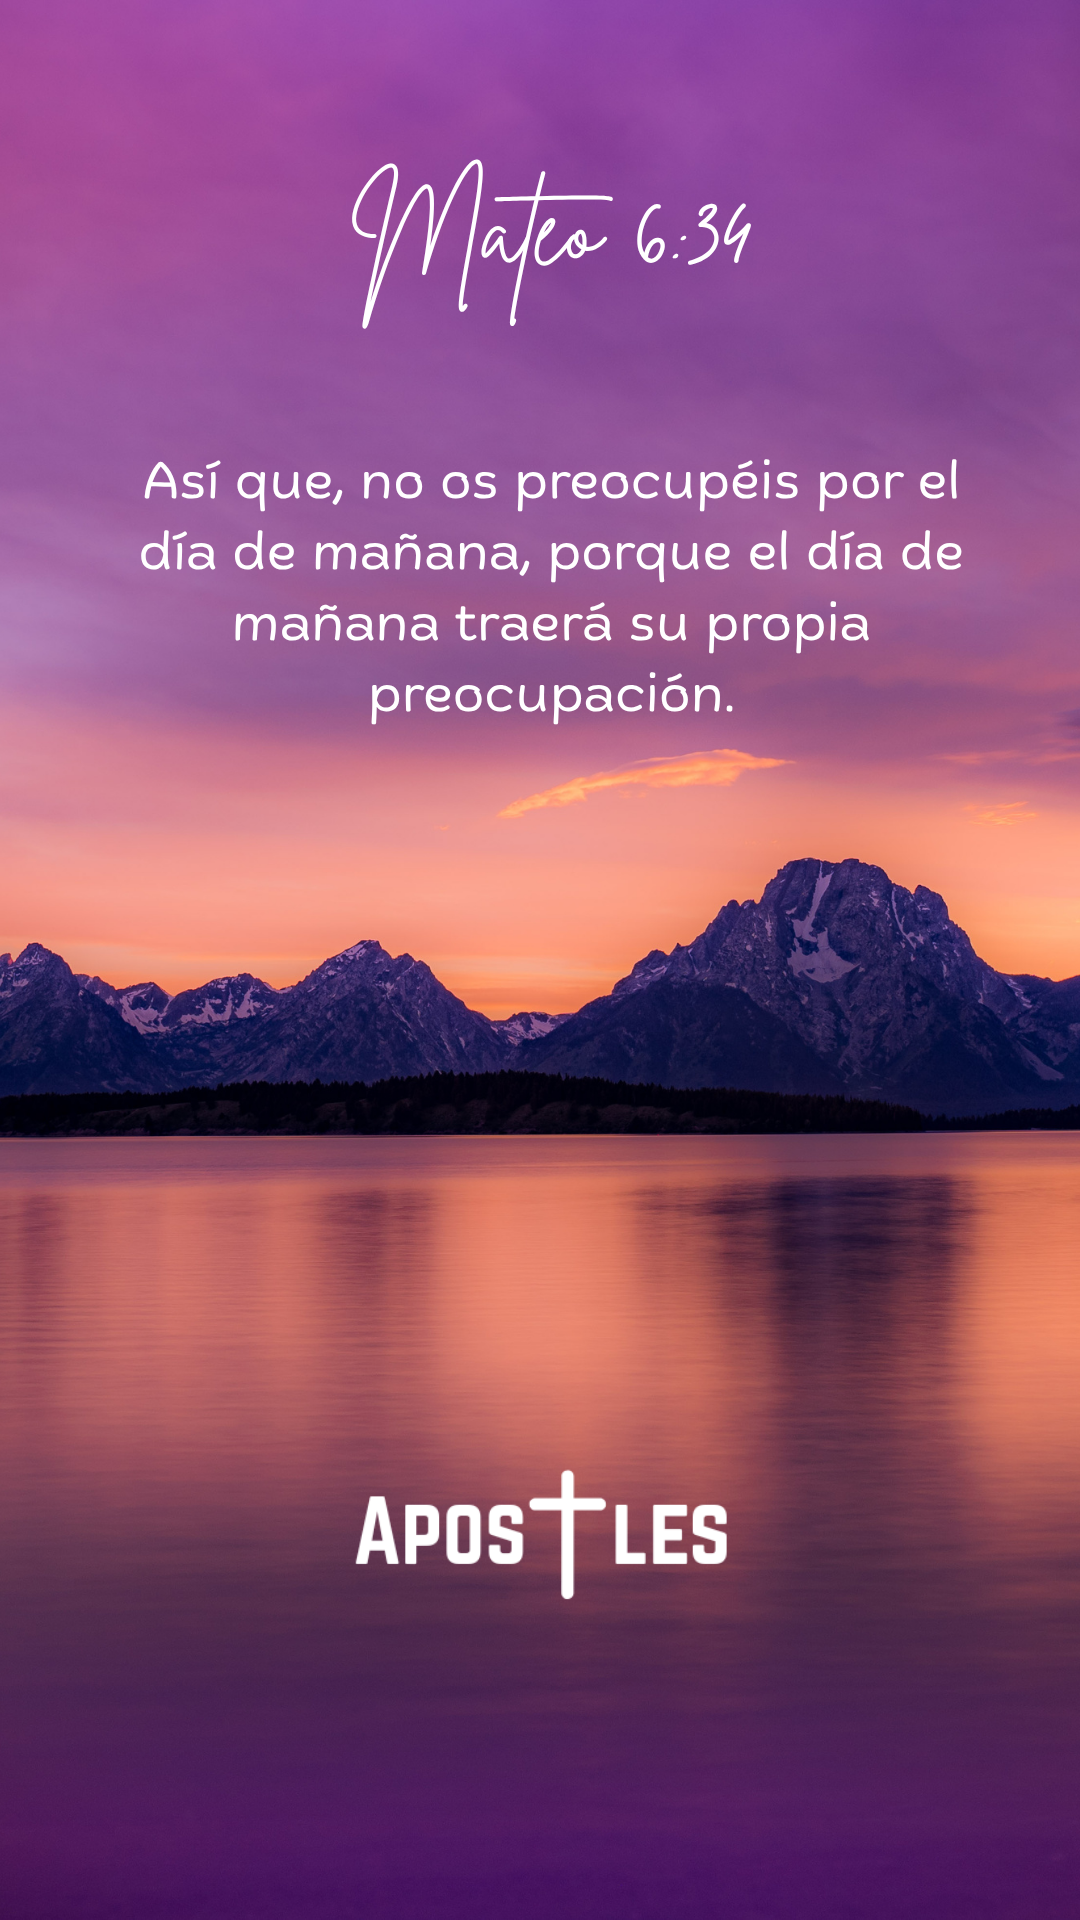 Mateo 6:34
Así que, no os preocupéis por el
día de mañana, porque el día de
mañana traerá su propia
preocupación.
APOSTLES